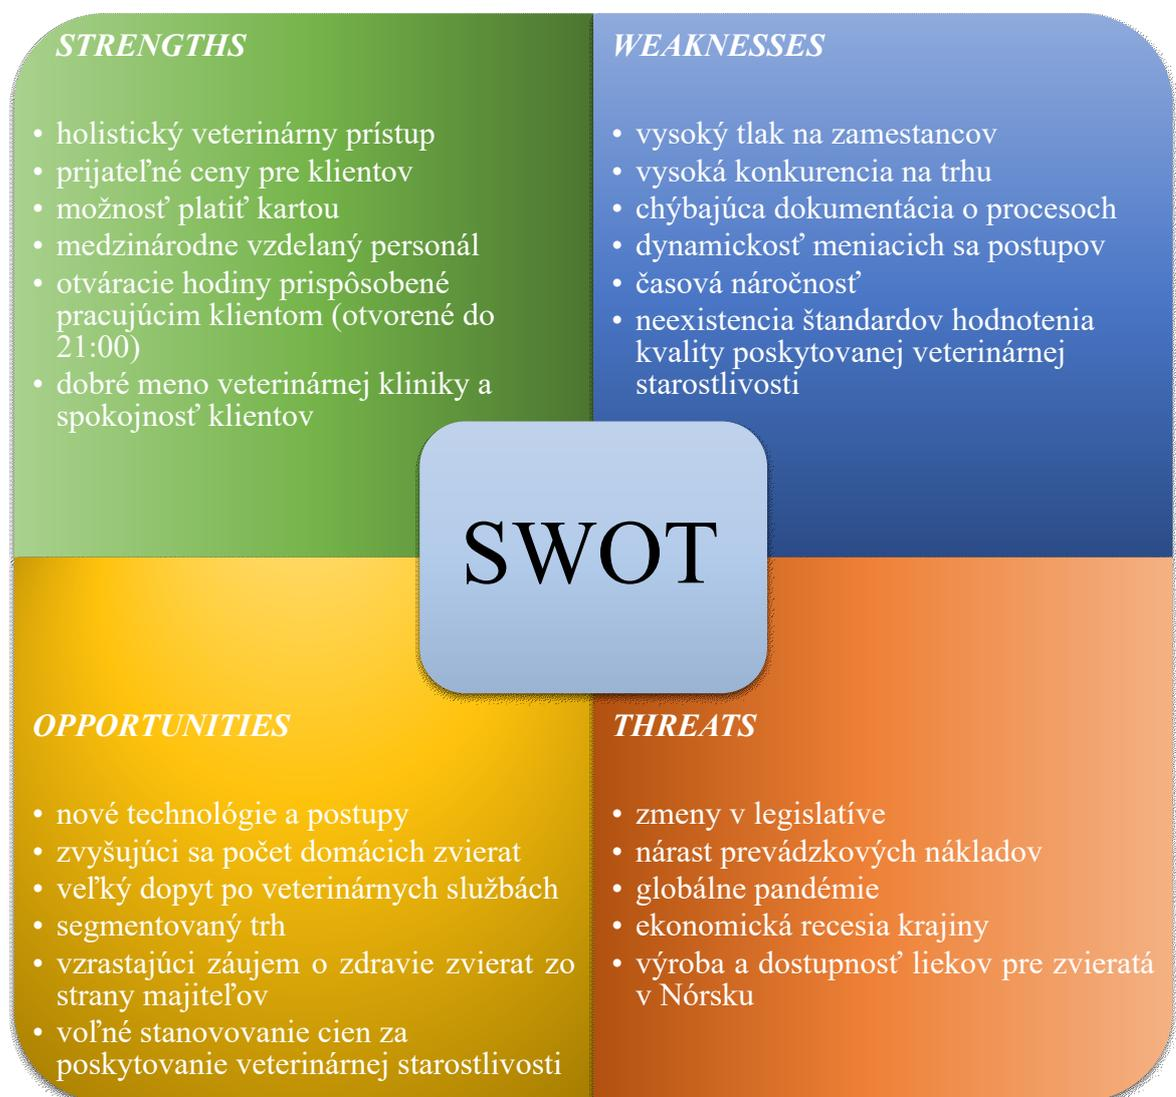 STRENGTHS
• holistický veterinárny prístup
• prijateľné ceny pre klientov
• možnosť platiť kartou
• medzinárodne vzdelaný personál
• otváracie hodiny prispôsobené
pracujúcim klientom (otvorené do
21:00)
• dobré meno veterinárnej kliniky a
spokojnosť klientov
WEAKNESSES
• vysoký tlak na zamestancov
• vysoká konkurencia na trhu
• chýbajúca dokumentácia o procesoch
• dynamickosť meniacich sa postupov
• časová náročnosť
• neexistencia štandardov hodnotenia
kvality poskytovanej veterinárnej
starostlivosti
SWOT
OPPORTUNITIES
• nové technológie a postupy
• zvyšujúci sa počet domácich zvierat
• veľký dopyt po veterinárnych službách
• segmentovaný trh
• vzrastajúci záujem o zdravie zvierat zo
strany majiteľov
• voľné stanovovanie cien za
poskytovanie veterinárnej starostlivosti
THREATS
• zmeny v legislatíve
• nárast prevádzkových nákladov
• globálne pandémie
• ekonomická recesia krajiny
• výroba a dostupnosť liekov pre zvieratá
v Nórsku